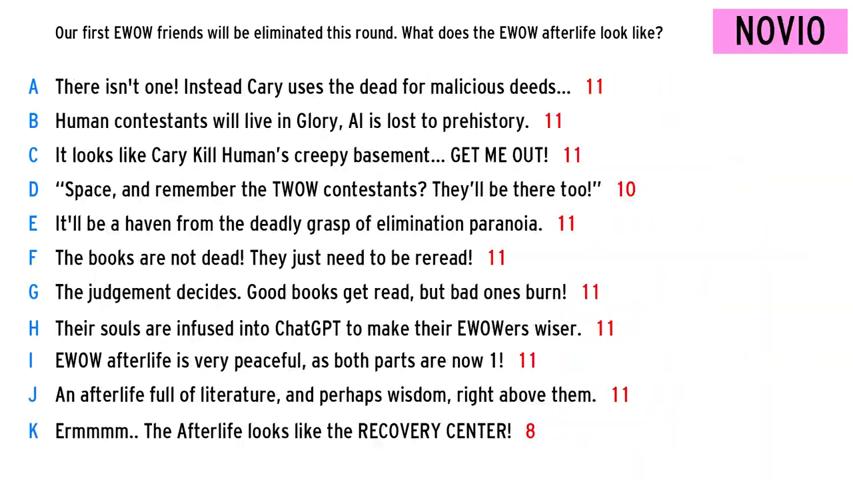 Our first EWOW friends will be eliminated this round. What does the EWOW afterlife look like?
NOVIO
A There isn't one! Instead Cary uses the dead for malicious deeds... 11
B Human contestants will live in Glory, AI is lost to prehistory. 11
C It looks like Cary Kill Human's creepy basement... GET ME OUT! 11
D “Space, and remember the TWOW contestants? They'll be there too!” 10
E It'll be a haven from the deadly grasp of elimination paranoia. 11
F The books are not dead! They just need to be reread! 11
G The judgement decides. Good books get read, but bad ones burn! 11
H Their souls are infused into ChatGPT to make their EWOWers wiser. 11
I EWOW afterlife is very peaceful, as both parts are now 1! 11
J An afterlife full of literature, and perhaps wisdom, right above them. 11
K Ermmmm.. The Afterlife looks like the RECOVERY CENTER! 8